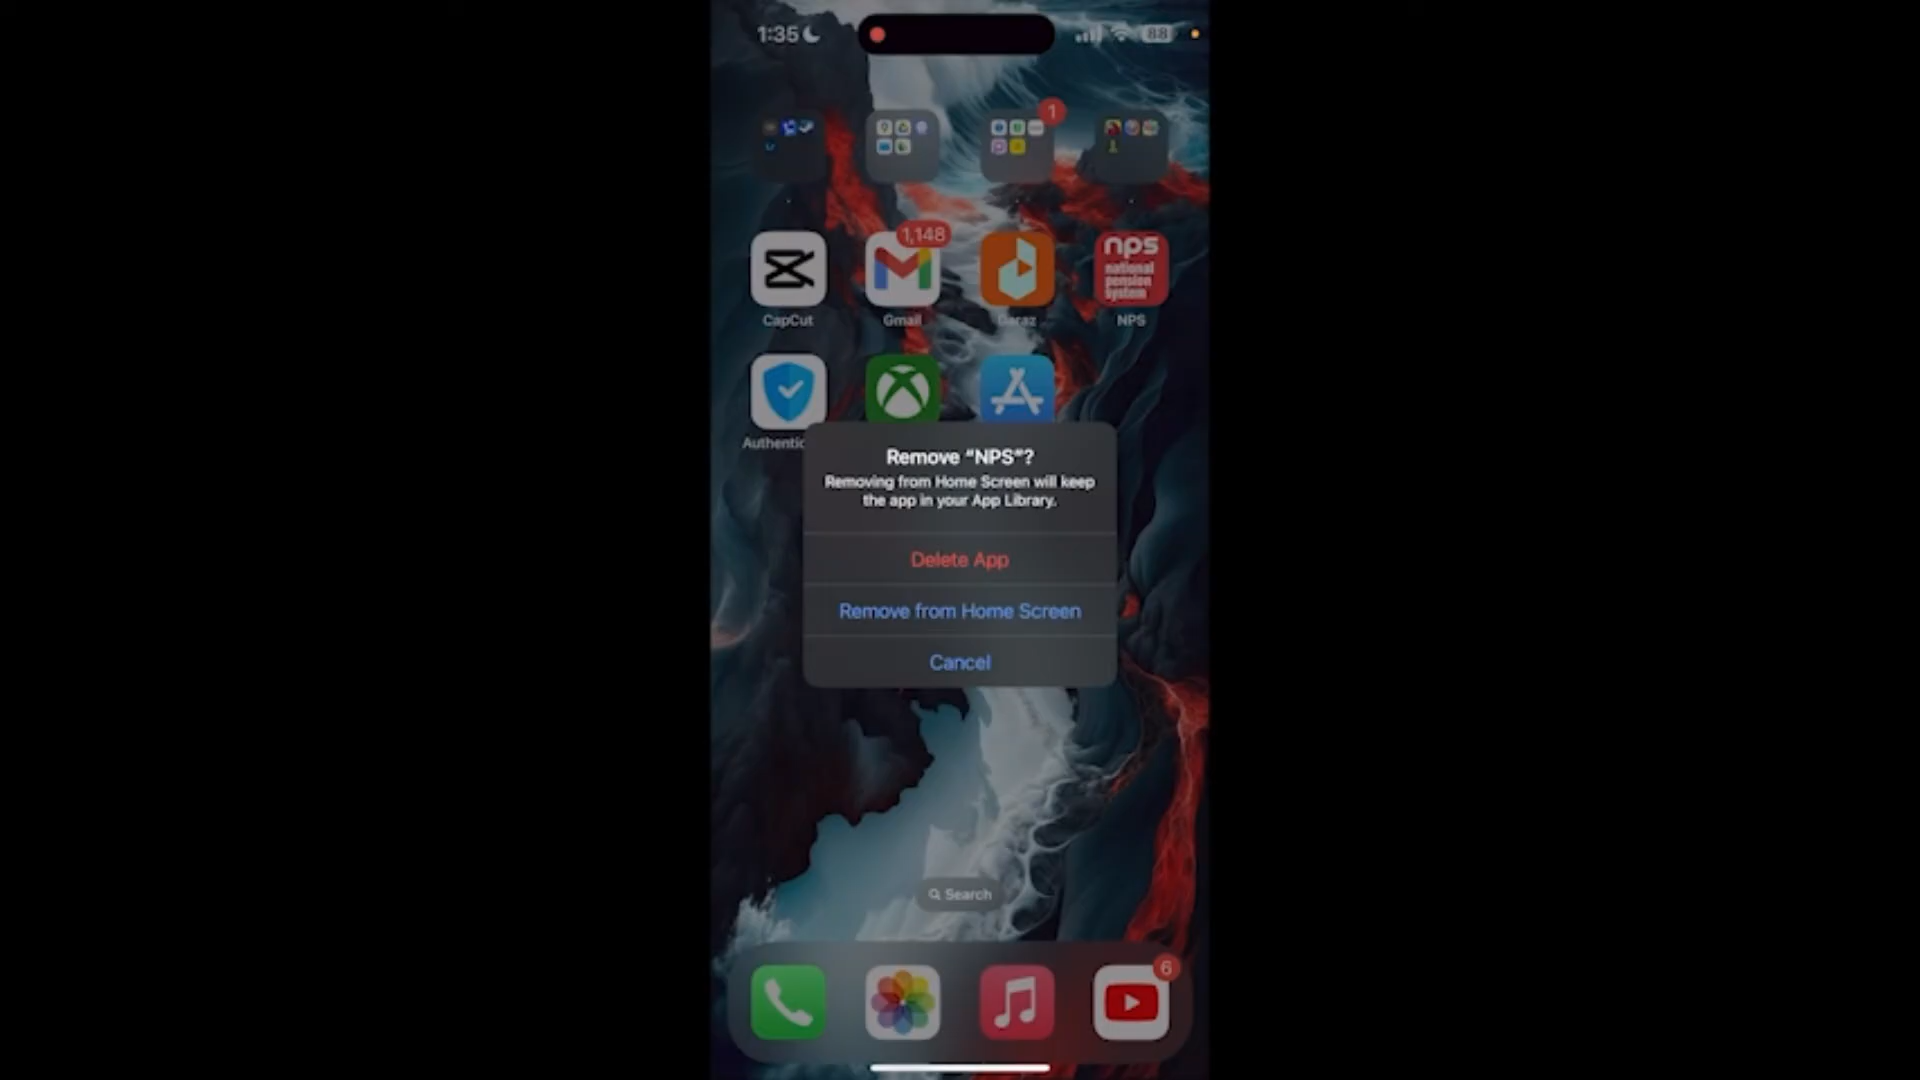 1:35
88
1
1,148
nps
national
pension
system
CapCut
Gmail
Daraz
NPS
Authentic
Remove “NPS”?
Removing from Home Screen will keep
the app in your App Library.
Delete App
Remove from Home Screen
Cancel
Search
6